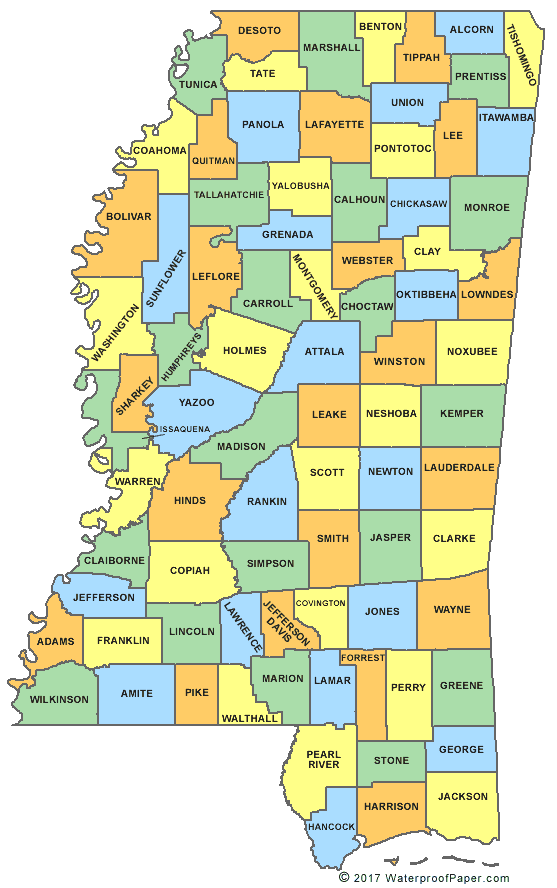 DESOTO
BENTON
ALCORN
TISHOMINGO
MARSHALL
TIPPAH
TUNICA
TATE
PRENTISS
UNION
PANOLA
LAFAYETTE
ITAWAMBA
LEE
COAHOMA
PONTOTOC
QUITMAN
YALOBUSHA
TALLAHATCHIE
CALHOUN
CHICKASAW
MONROE
BOLIVAR
GRENADA
SUNFLOWER
LEFLORE
MONTGOMERY
WEBSTER
CLAY
CARROLL
CHOCTAW
OKTIBBEHA
LOWNDES
WASHINGTON
HUMPHREYS
HOLMES
ATTALA
WINSTON
NOXUBEE
SHARKEY
YAZOO
ISSAQUENA
LEAKE
NESHOBA
KEMPER
MADISON
WARREN
SCOTT
NEWTON
LAUDERDALE
HINDS
RANKIN
SMITH
JASPER
CLARKE
CLAIBORNE
COPIAH
SIMPSON
JEFFERSON
LAWRENCE
JEFFERSON
DAVIS
COVINGTON
JONES
WAYNE
ADAMS
FRANKLIN
LINCOLN
FORREST
WILKINSON
AMITE
PIKE
WALTHALL
MARION
LAMAR
PERRY
GREENE
PEARL
RIVER
STONE
GEORGE
HANCOCK
HARRISON
JACKSON
© 2017 WaterproofPaper.com